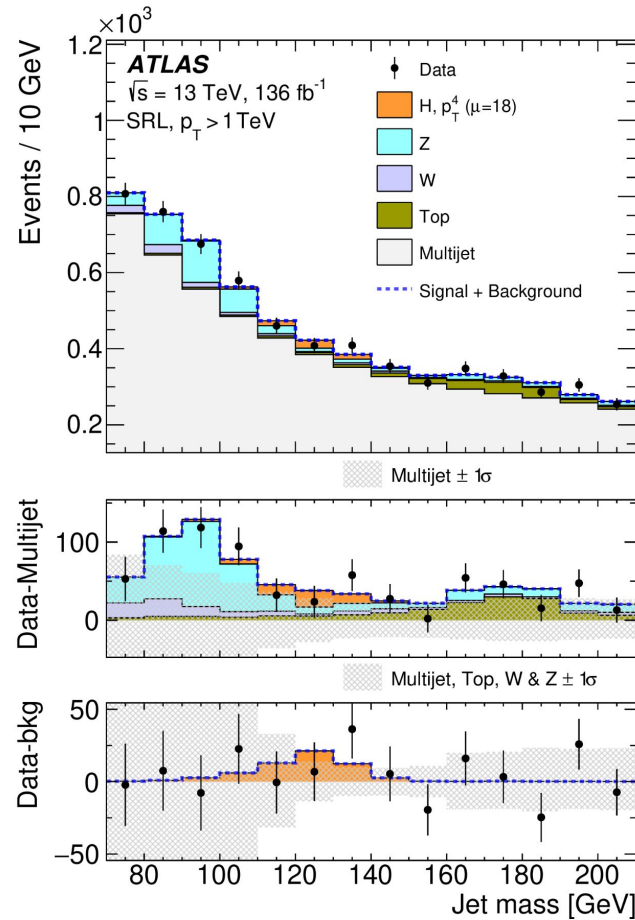 ×10³
1.2
1
0.8
0.6
0.4
0.2
Events / 10 GeV
ATLAS
√s = 13 TeV, 136 fb⁻¹
SRL, p_T > 1 TeV
Data
H, p_T^4 (μ=18)
Z
W
Top
Multijet
Signal + Background
Multijet ± 1σ
100
0
Data-Multijet
Multijet, Top, W & Z ± 1σ
50
0
−50
Data-bkg
80 100 120 140 160 180 200
Jet mass [GeV]